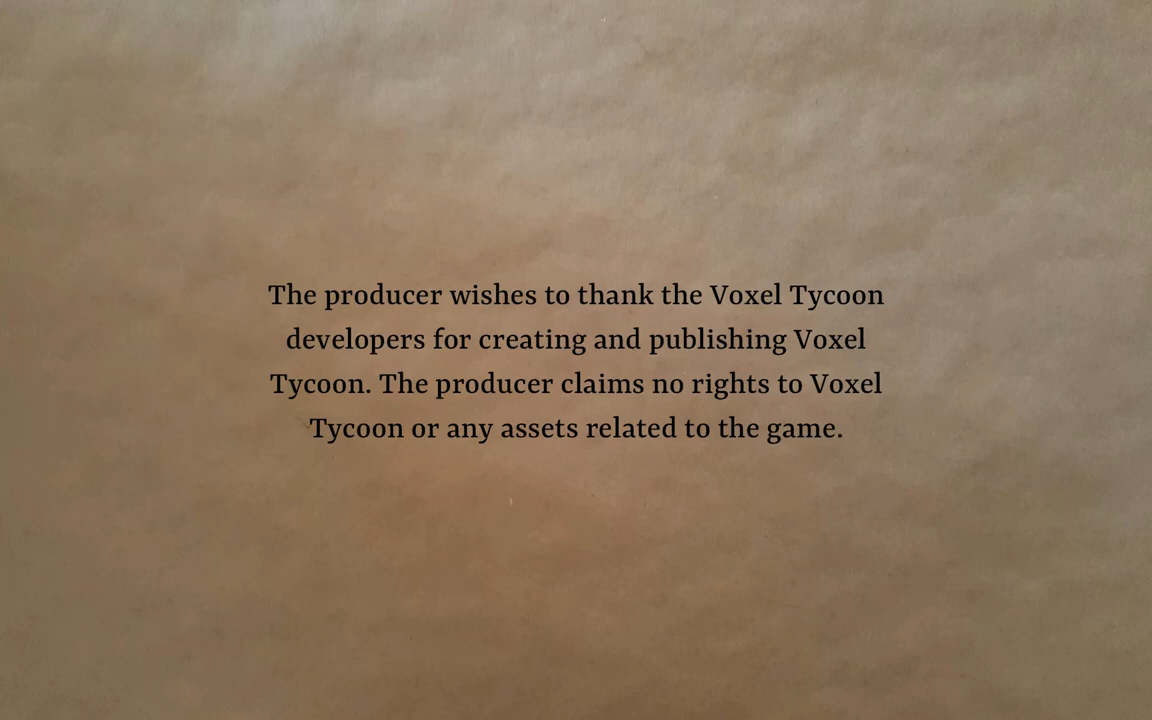 The producer wishes to thank the Voxel Tycoon
developers for creating and publishing Voxel
Tycoon. The producer claims no rights to Voxel
Tycoon or any assets related to the game.